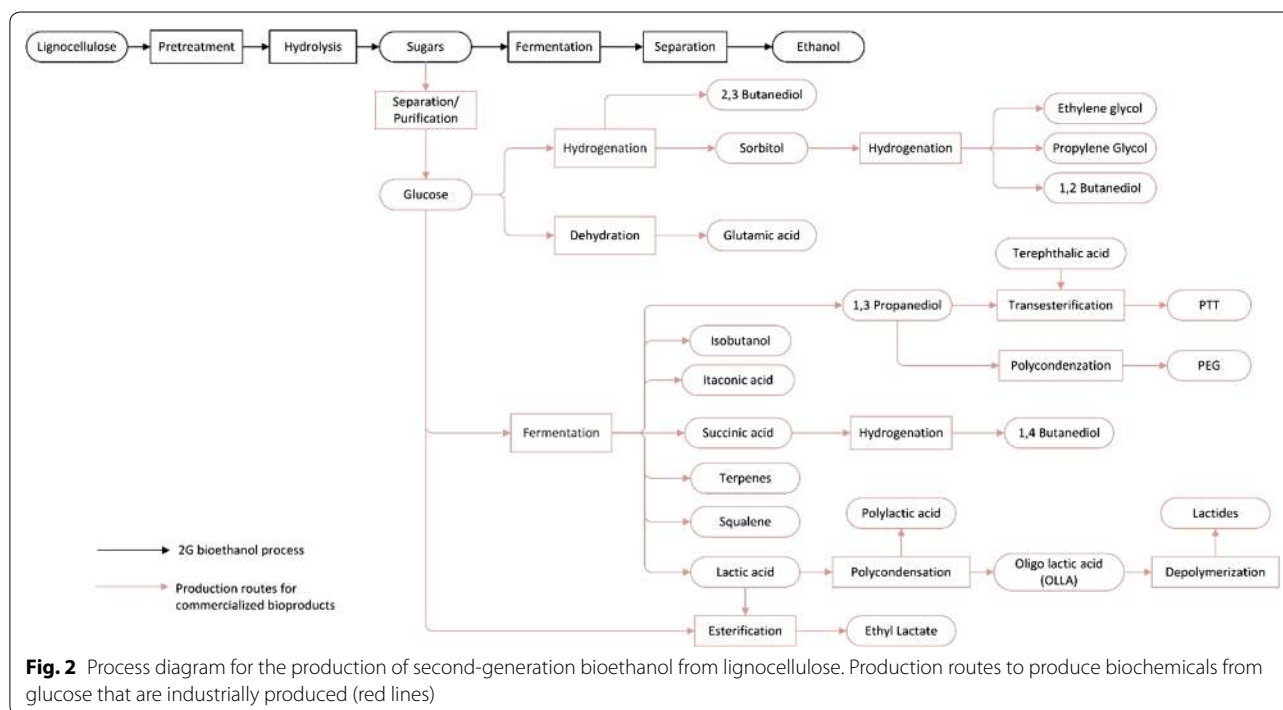 Lignocellulose
Pretreatment
Hydrolysis
Sugars
Fermentation
Separation
Ethanol
Separation/
Purification
2,3 Butanediol
Ethylene glycol
Hydrogenation
Sorbitol
Hydrogenation
Propylene Glycol
Glucose
1,2 Butanediol
Dehydration
Glutamic acid
Terephthalic acid
1,3 Propanediol
Transesterification
PTT
Isobutanol
Polycondenzation
PEG
Itaconic acid
Fermentation
Succinic acid
Hydrogenation
1,4 Butanediol
Terpenes
Squalene
Polylactic acid
Lactides
2G bioethanol process
Lactic acid
Polycondensation
Oligo lactic acid
(OLLA)
Depolymerization
Production routes for
commercialized bioproducts
Esterification
Ethyl Lactate
Fig. 2 Process diagram for the production of second-generation bioethanol from lignocellulose. Production routes to produce biochemicals from
glucose that are industrially produced (red lines)